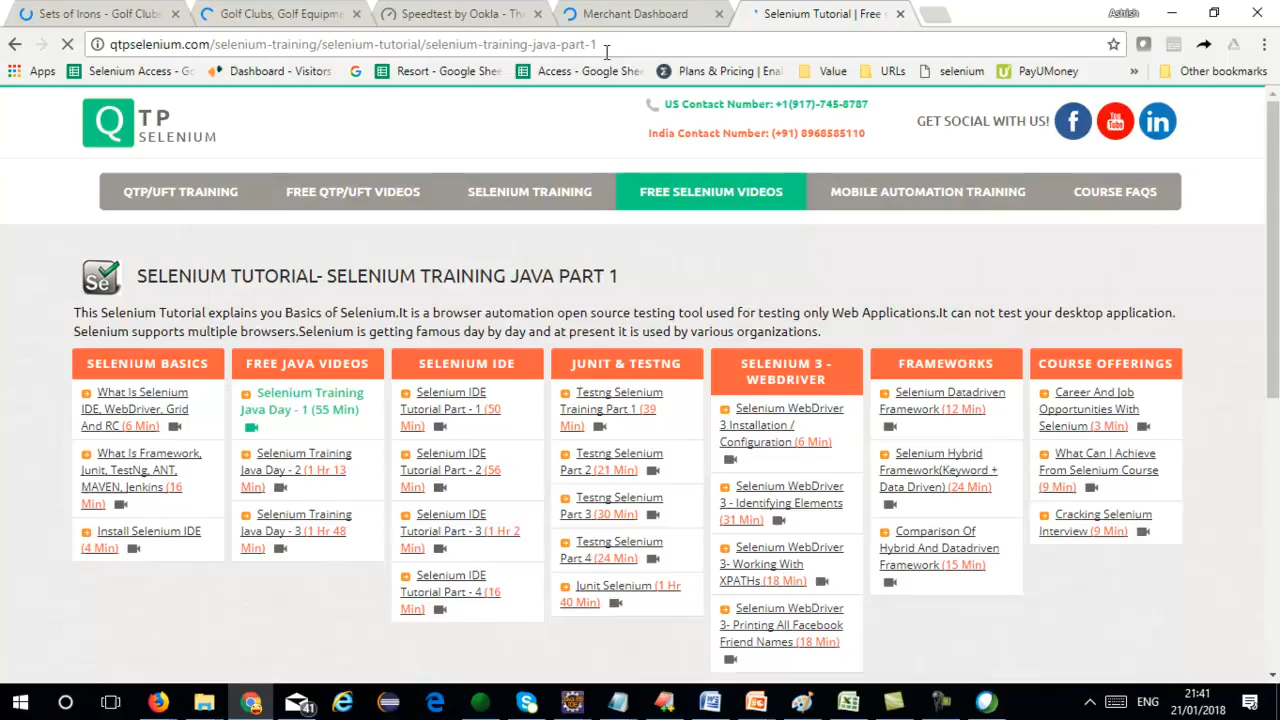 Sets of Irons - Golf Clubs
Golf Clubs, Golf Equipme
Speedtest by Ookla - The
Merchant Dashboard
Selenium Tutorial | Free s
Ashish
qtpselenium.com/selenium-training/selenium-tutorial/selenium-training-java-part-1
Apps
Selenium Access - Go
Dashboard - Visitors
Resort - Google Shee
Access - Google Shee
Plans & Pricing | Ena
Value
URLs
selenium
PayUMoney
»
Other bookmarks
Q TP
SELENIUM
US Contact Number: +1(917)-745-8787
India Contact Number: (+91) 8968585110
GET SOCIAL WITH US!
QTP/UFT TRAINING
FREE QTP/UFT VIDEOS
SELENIUM TRAINING
FREE SELENIUM VIDEOS
MOBILE AUTOMATION TRAINING
COURSE FAQS
SELENIUM TUTORIAL- SELENIUM TRAINING JAVA PART 1
This Selenium Tutorial explains you Basics of Selenium.It is a browser automation open source testing tool used for testing only Web Applications.It can not test your desktop application.
Selenium supports multiple browsers.Selenium is getting famous day by day and at present it is used by various organizations.
SELENIUM BASICS
What Is Selenium
IDE, WebDriver, Grid
And RC (6 Min)
What Is Framework,
Junit, TestNg, ANT,
MAVEN, Jenkins (16
Min)
Install Selenium IDE
(4 Min)
FREE JAVA VIDEOS
Selenium Training
Java Day - 1 (55 Min)
Selenium Training
Java Day - 2 (1 Hr 13
Min)
Selenium Training
Java Day - 3 (1 Hr 48
Min)
SELENIUM IDE
Selenium IDE
Tutorial Part - 1 (50
Min)
Selenium IDE
Tutorial Part - 2 (56
Min)
Selenium IDE
Tutorial Part - 3 (1 Hr 2
Min)
Selenium IDE
Tutorial Part - 4 (16
Min)
JUNIT & TESTNG
Testng Selenium
Training Part 1 (39
Min)
Testng Selenium
Part 2 (21 Min)
Testng Selenium
Part 3 (30 Min)
Testng Selenium
Part 4 (24 Min)
Junit Selenium (1 Hr
40 Min)
SELENIUM 3 -
WEBDRIVER
Selenium WebDriver
3 Installation /
Configuration (6 Min)
Selenium WebDriver
3 - Identifying Elements
(31 Min)
Selenium WebDriver
3- Working With
XPATHs (18 Min)
Selenium WebDriver
3- Printing All Facebook
Friend Names (18 Min)
FRAMEWORKS
Selenium Datadriven
Framework (12 Min)
Selenium Hybrid
Framework(Keyword +
Data Driven) (24 Min)
Comparison Of
Hybrid And Datadriven
Framework (15 Min)
COURSE OFFERINGS
Career And Job
Opportunities With
Selenium (3 Min)
What Can I Achieve
From Selenium Course
(9 Min)
Cracking Selenium
Interview (9 Min)
41
ENG
21:41
21/01/2018